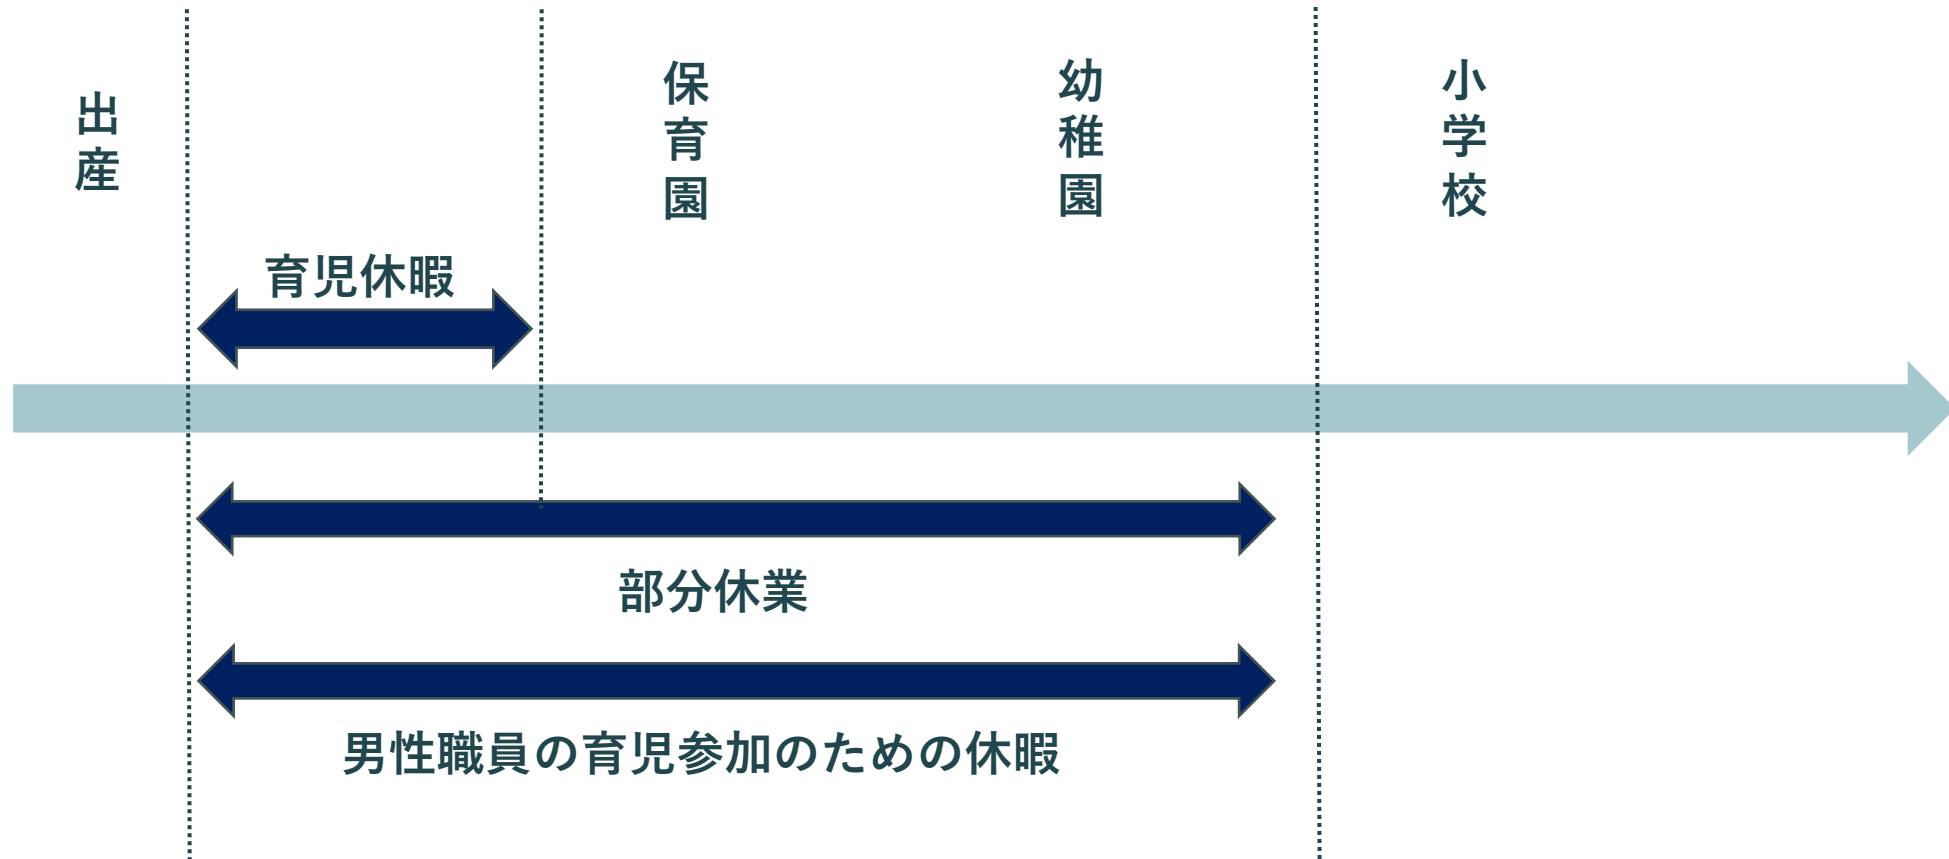 出産
保育園
幼稚園
小学校
育児休暇
部分休業
男性職員の育児参加のための休暇